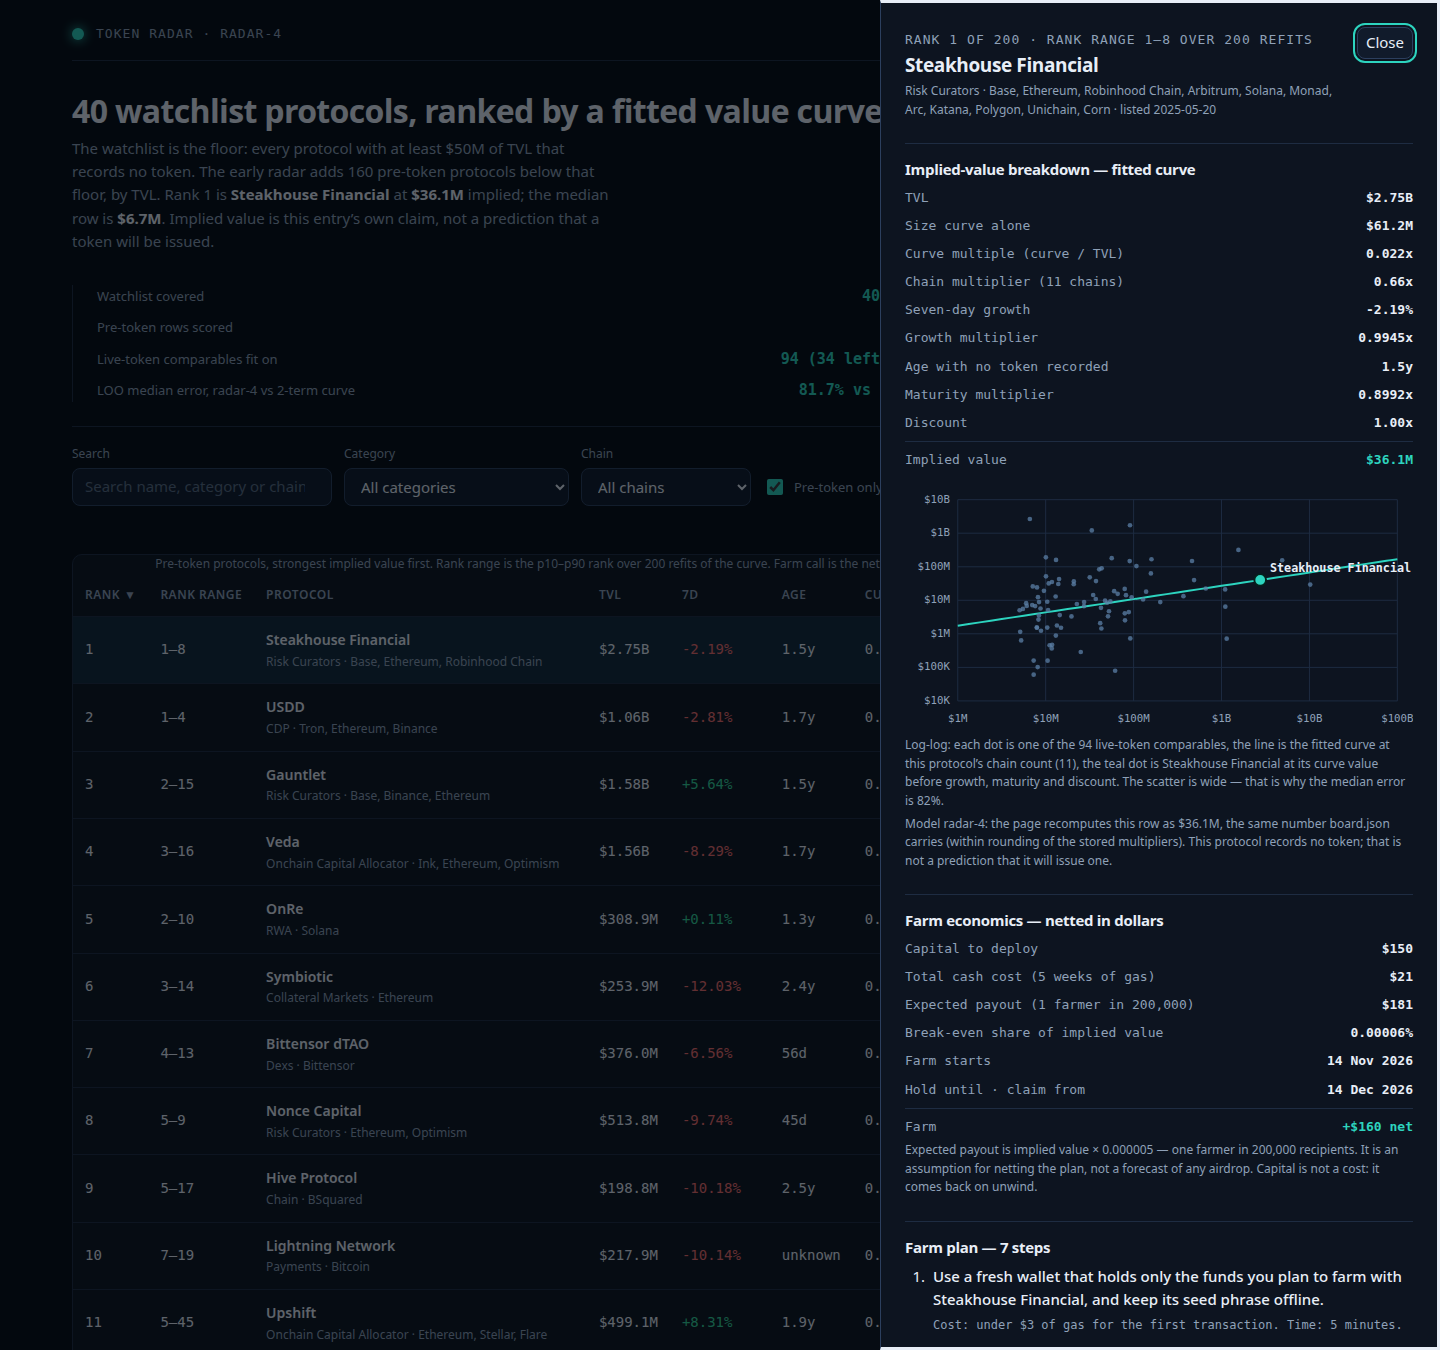 TOKEN RADAR · RADAR-4
40 watchlist protocols, ranked by a fitted value curve
The watchlist is the floor: every protocol with at least $50M of TVL that
records no token. The early radar adds 160 pre-token protocols below that
floor, by TVL. Rank 1 is Steakhouse Financial at $36.1M implied; the median
row is $6.7M. Implied value is this entry's own claim, not a prediction that a
token will be issued.
Watchlist covered 40
Pre-token rows scored
Live-token comparables fit on 94 (34 left
LOO median error, radar-4 vs 2-term curve 81.7% vs
Search Category Chain
Search name, category or chain All categories All chains Pre-token only
Pre-token protocols, strongest implied value first. Rank range is the p10–p90 rank over 200 refits of the curve. Farm call is the net
RANK ▼ RANK RANGE PROTOCOL TVL 7D AGE CU
1 1–8 Steakhouse Financial $2.75B -2.19% 1.5y 0.
Risk Curators · Base, Ethereum, Robinhood Chain
2 1–4 USDD $1.06B -2.81% 1.7y 0.
CDP · Tron, Ethereum, Binance
3 2–15 Gauntlet $1.58B +5.64% 1.5y 0.
Risk Curators · Base, Binance, Ethereum
4 3–16 Veda $1.56B -8.29% 1.7y 0.
Onchain Capital Allocator · Ink, Ethereum, Optimism
5 2–10 OnRe $308.9M +0.11% 1.3y 0.
RWA · Solana
6 3–14 Symbiotic $253.9M -12.03% 2.4y 0.
Collateral Markets · Ethereum
7 4–13 Bittensor dTAO $376.0M -6.56% 56d 0.
Dexs · Bittensor
8 5–9 Nonce Capital $513.8M -9.74% 45d 0.
Risk Curators · Ethereum, Optimism
9 5–17 Hive Protocol $198.8M -10.18% 2.5y 0.
Chain · BSquared
10 7–19 Lightning Network $217.9M -10.14% unknown 0.
Payments · Bitcoin
11 5–45 Upshift $499.1M +8.31% 1.9y 0.
Onchain Capital Allocator · Ethereum, Stellar, Flare
RANK 1 OF 200 · RANK RANGE 1–8 OVER 200 REFITS
Close
Steakhouse Financial
Risk Curators · Base, Ethereum, Robinhood Chain, Arbitrum, Solana, Monad,
Arc, Katana, Polygon, Unichain, Corn · listed 2025-05-20
Implied-value breakdown — fitted curve
TVL $2.75B
Size curve alone $61.2M
Curve multiple (curve / TVL) 0.022x
Chain multiplier (11 chains) 0.66x
Seven-day growth -2.19%
Growth multiplier 0.9945x
Age with no token recorded 1.5y
Maturity multiplier 0.8992x
Discount 1.00x
Implied value $36.1M
$10B
$1B
$100M
Steakhouse Financial
$10M
$1M
$100K
$10K
$1M $10M $100M $1B $10B $100B
Log-log: each dot is one of the 94 live-token comparables, the line is the fitted curve at
this protocol's chain count (11), the teal dot is Steakhouse Financial at its curve value
before growth, maturity and discount. The scatter is wide — that is why the median error
is 82%.
Model radar-4: the page recomputes this row as $36.1M, the same number board.json
carries (within rounding of the stored multipliers). This protocol records no token; that is
not a prediction that it will issue one.
Farm economics — netted in dollars
Capital to deploy $150
Total cash cost (5 weeks of gas) $21
Expected payout (1 farmer in 200,000) $181
Break-even share of implied value 0.00006%
Farm starts 14 Nov 2026
Hold until · claim from 14 Dec 2026
Farm +$160 net
Expected payout is implied value × 0.000005 — one farmer in 200,000 recipients. It is an
assumption for netting the plan, not a forecast of any airdrop. Capital is not a cost: it
comes back on unwind.
Farm plan — 7 steps
1. Use a fresh wallet that holds only the funds you plan to farm with
Steakhouse Financial, and keep its seed phrase offline.
Cost: under $3 of gas for the first transaction. Time: 5 minutes.